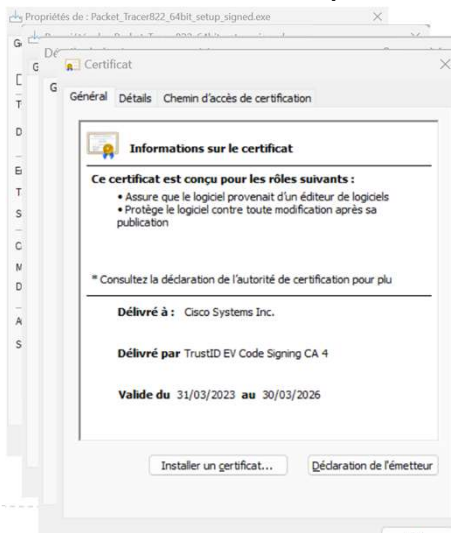 Propriétés de : Packet_Tracer822_64bit_setup_signed.exe
Certificat
Général Détails Chemin d'accès de certification
Informations sur le certificat
Ce certificat est conçu pour les rôles suivants :
• Assure que le logiciel provenait d'un éditeur de logiciels
• Protège le logiciel contre toute modification après sa
publication
* Consultez la déclaration de l'autorité de certification pour plu
Délivré à : Cisco Systems Inc.
Délivré par TrustID EV Code Signing CA 4
Valide du 31/03/2023 au 30/03/2026
Installer un certificat... Déclaration de l'émetteur